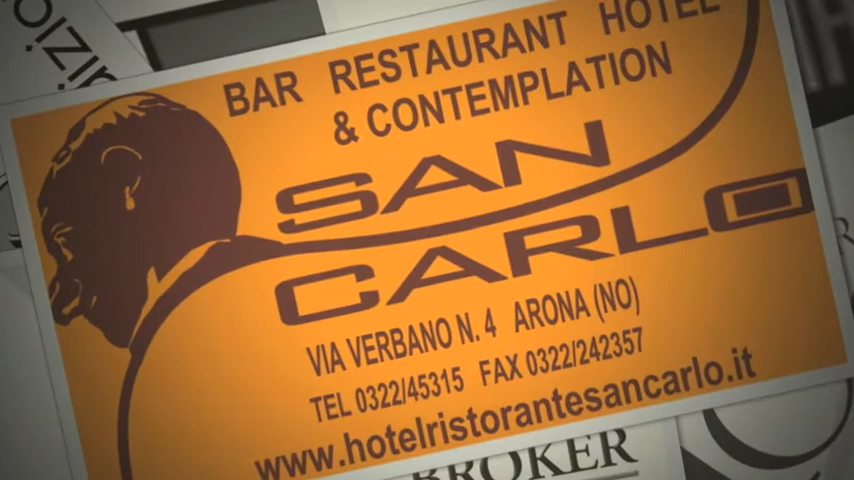 BAR RESTAURANT HOTEL
& CONTEMPLATION
SAN
CARLO
VIA VERBANO N. 4 ARONA (NO)
TEL 0322/45315 FAX 0322/242357
www.hotelristorantesancarlo.it
BROKER